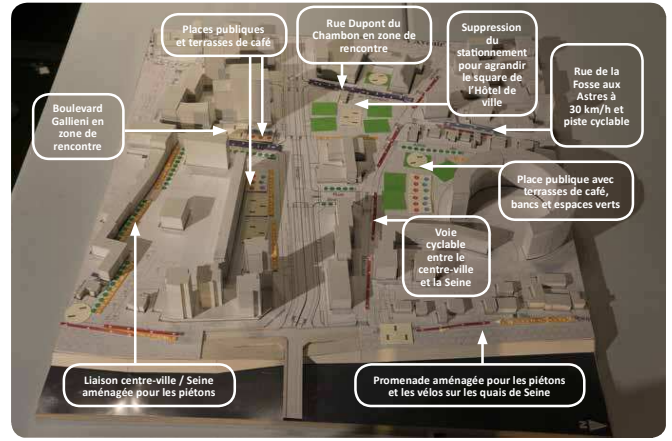 Places publiques
et terrasses de café
Rue Dupont du
Chambon en zone de
rencontre
Suppression
du
stationnement
pour agrandir
le square de
l’Hôtel de
ville
Rue de la
Fosse aux
Astres à
30 km/h et
piste cyclable
Boulevard
Gallieni en
zone de
rencontre
Place publique avec
terrasses de café,
bancs et espaces verts
Voie
cyclable
entre le
centre-ville
et la Seine
Liaison centre-ville / Seine
aménagée pour les piétons
Promenade aménagée pour les piétons
et les vélos sur les quais de Seine
N